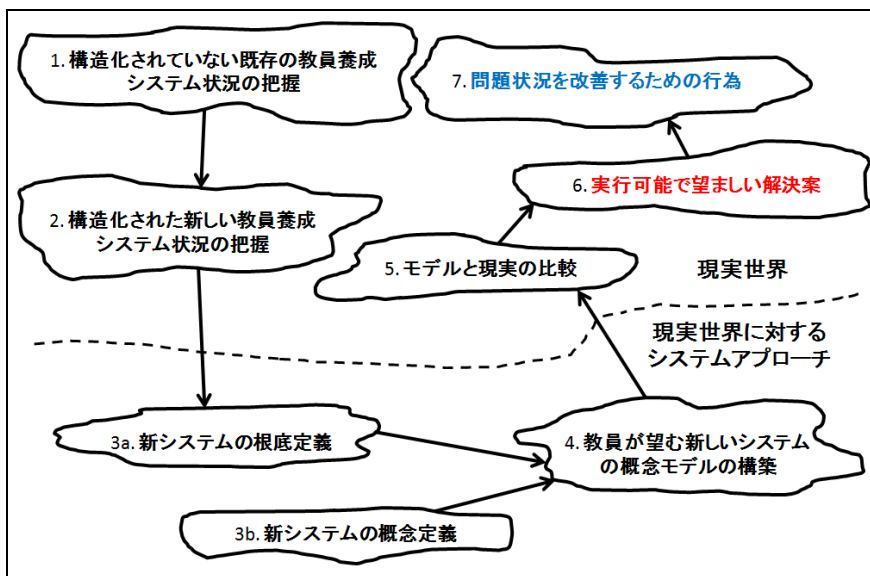 1. 構造化されていない既存の教員養成
システム状況の把握
2. 構造化された新しい教員養成
システム状況の把握
3a. 新システムの根底定義
3b. 新システムの概念定義
4. 教員が望む新しいシステム
の概念モデルの構築
5. モデルと現実の比較
6. 実行可能で望ましい解決案
7. 問題状況を改善するための行為
現実世界
現実世界に対する
システムアプローチ